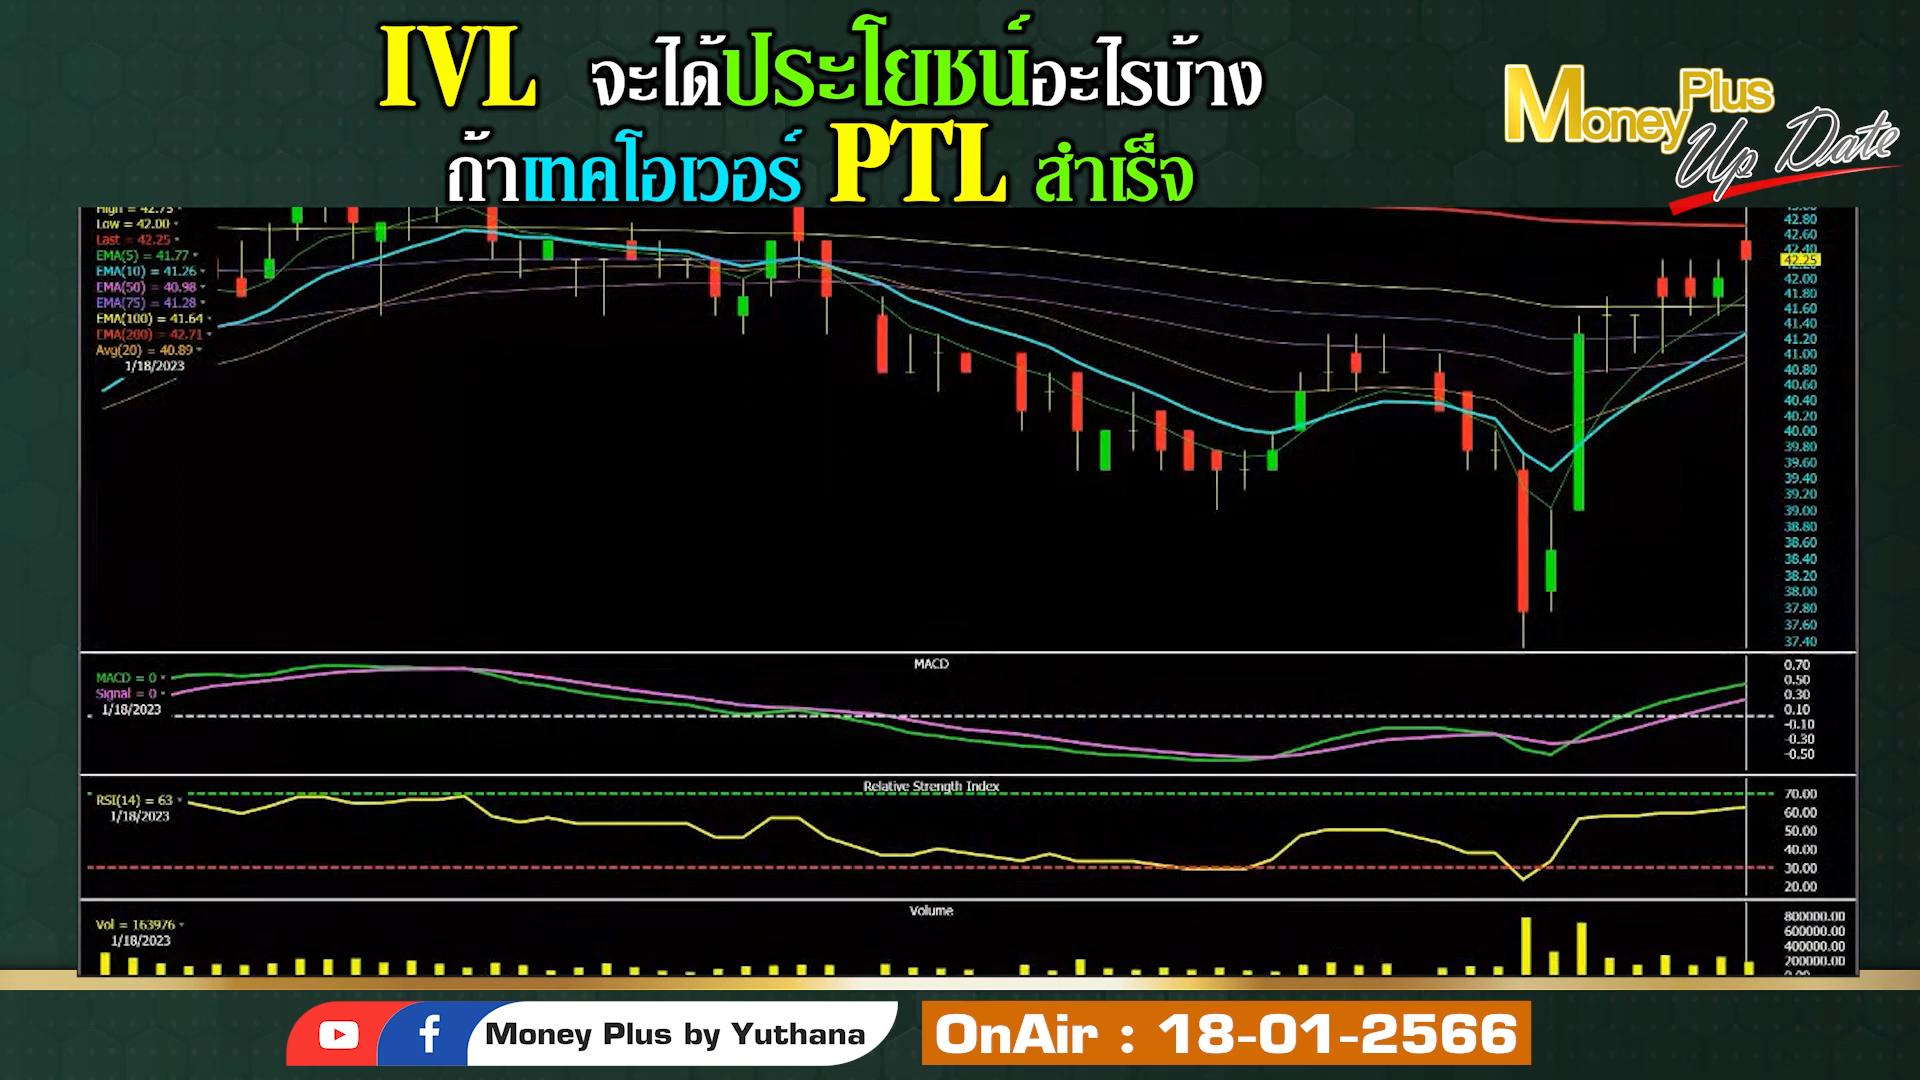 IVL จะได้ประโยชน์อะไรบ้าง
ถ้าเทคโอเวอร์ PTL สำเร็จ
Money Plus
Up Date
High = 42.75
Low = 42.00
Last = 42.25
EMA(5) = 41.77
EMA(10) = 41.26
EMA(50) = 40.98
EMA(75) = 41.28
EMA(100) = 41.64
EMA(200) = 42.71
Avg(20) = 40.89
1/18/2023
42.80
42.60
42.40
42.25
42.00
41.80
41.60
41.40
41.20
41.00
40.80
40.60
40.40
40.20
40.00
39.80
39.60
39.40
39.20
39.00
38.80
38.60
38.40
38.20
38.00
37.80
37.60
37.40
MACD
MACD = 0
Signal = 0
1/18/2023
0.70
0.50
0.30
0.10
-0.10
-0.30
-0.50
Relative Strength Index
RSI(14) = 63
1/18/2023
70.00
60.00
50.00
40.00
30.00
20.00
Volume
Vol = 163976
1/18/2023
800000.00
600000.00
400000.00
200000.00
0.00
Money Plus by Yuthana
OnAir : 18-01-2566